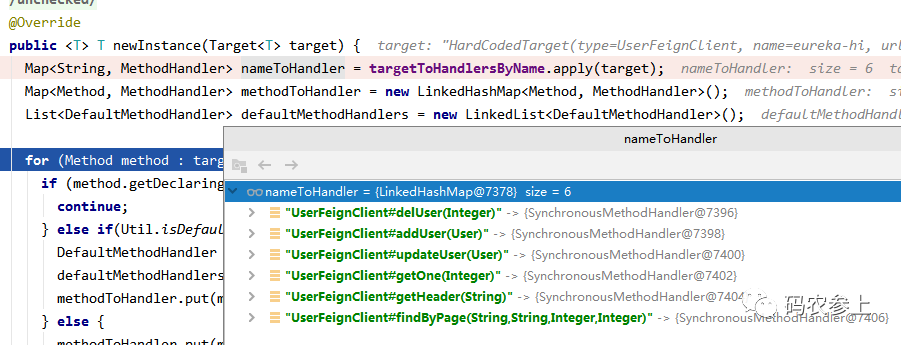 /unchecked/
@Override
public <T> T newInstance(Target<T> target) { target: "HardCodedTarget(type=UserFeignClient, name=eureka-hi, url
Map<String, MethodHandler> nameToHandler = targetToHandlersByName.apply(target); nameToHandler: size = 6 ta
Map<Method, MethodHandler> methodToHandler = new LinkedHashMap<Method, MethodHandler>(); methodToHandler: si
List<DefaultMethodHandler> defaultMethodHandlers = new LinkedList<DefaultMethodHandler>(); defaultMethodHandl
nameToHandler
for (Method method : targ
if (method.getDeclaring
continue;
} else if(Util.isDefaul
DefaultMethodHandler
defaultMethodHandlers
methodToHandler.put(m
} else {
methodToHandler.put(m
nameToHandler = {LinkedHashMap@7378} size = 6
"UserFeignClient#delUser(Integer)" -> {SynchronousMethodHandler@7396}
"UserFeignClient#addUser(User)" -> {SynchronousMethodHandler@7398}
"UserFeignClient#updateUser(User)" -> {SynchronousMethodHandler@7400}
"UserFeignClient#getOne(Integer)" -> {SynchronousMethodHandler@7402}
"UserFeignClient#getHeader(String)" -> {SynchronousMethodHandler@7404
"UserFeignClient#findByPage(String,String,Integer,Integer)" -> {SynchronousMethodHandler@7406}
码农参上